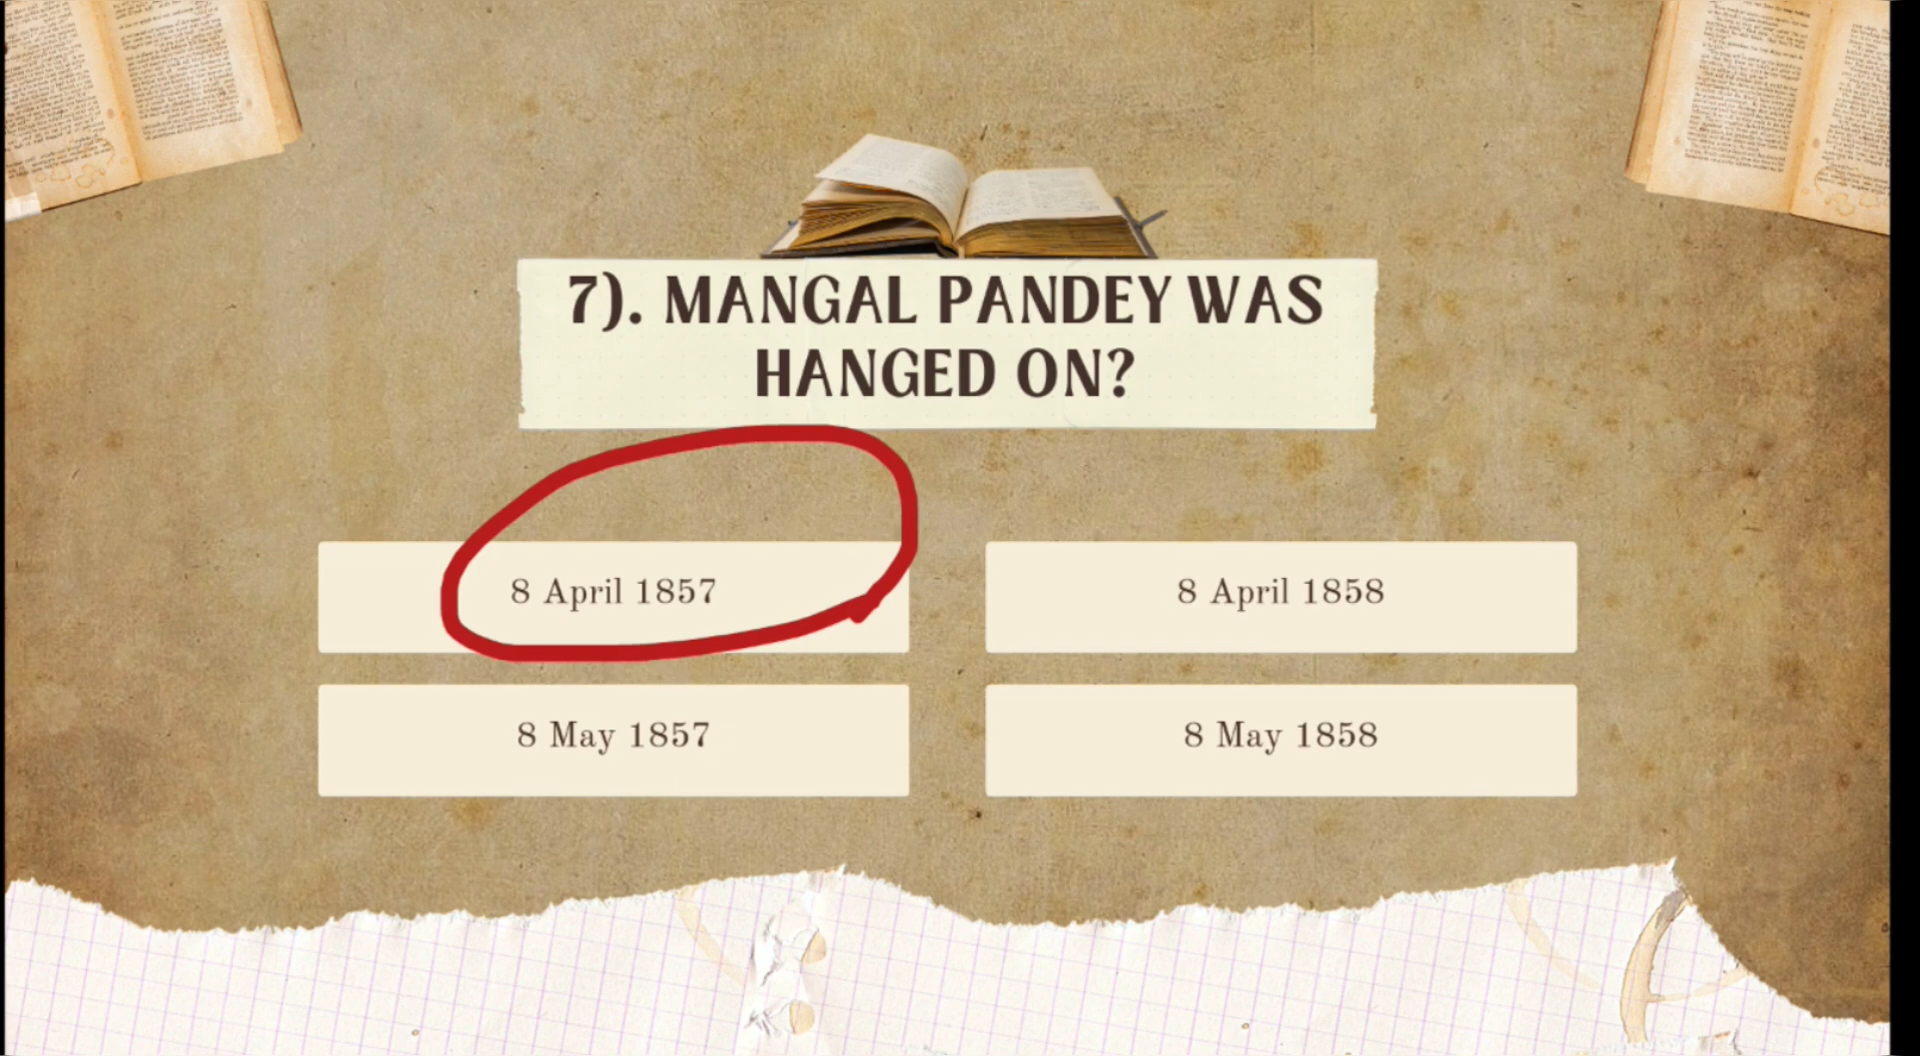 7). MANGAL PANDEY WAS
HANGED ON?
8 April 1857
8 April 1858
8 May 1857
8 May 1858